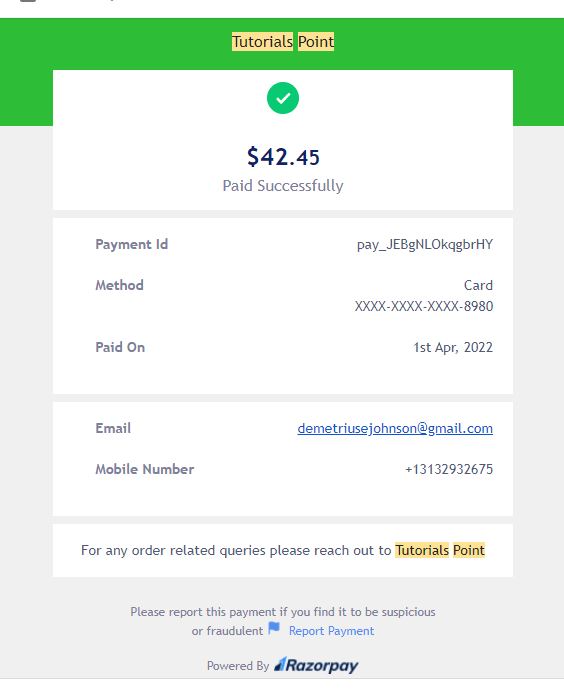 Tutorials Point
$42.45
Paid Successfully
Payment Id pay_JEBgNLOkqgbrHY
Method Card
XXXX-XXXX-XXXX-8980
Paid On 1st Apr, 2022
Email demetriusejohnson@gmail.com
Mobile Number +13132932675
For any order related queries please reach out to Tutorials Point
Please report this payment if you find it to be suspicious
or fraudulent Report Payment
Powered By Razorpay